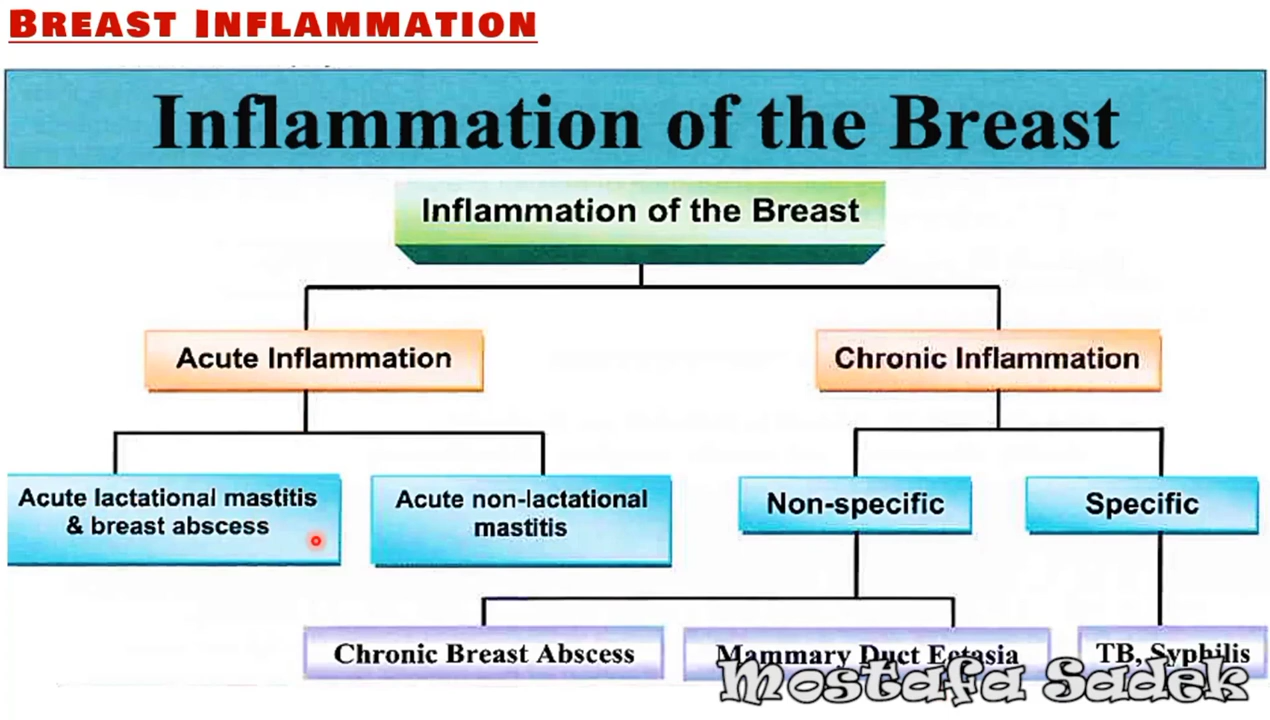 BREAST INFLAMMATION
Inflammation of the Breast
Inflammation of the Breast
Acute Inflammation
Chronic Inflammation
Acute lactational mastitis
& breast abscess
Acute non-lactational
mastitis
Non-specific
Specific
Chronic Breast Abscess
Mammary Duct Ectasia
TB, Syphilis
Mostafa Sadek